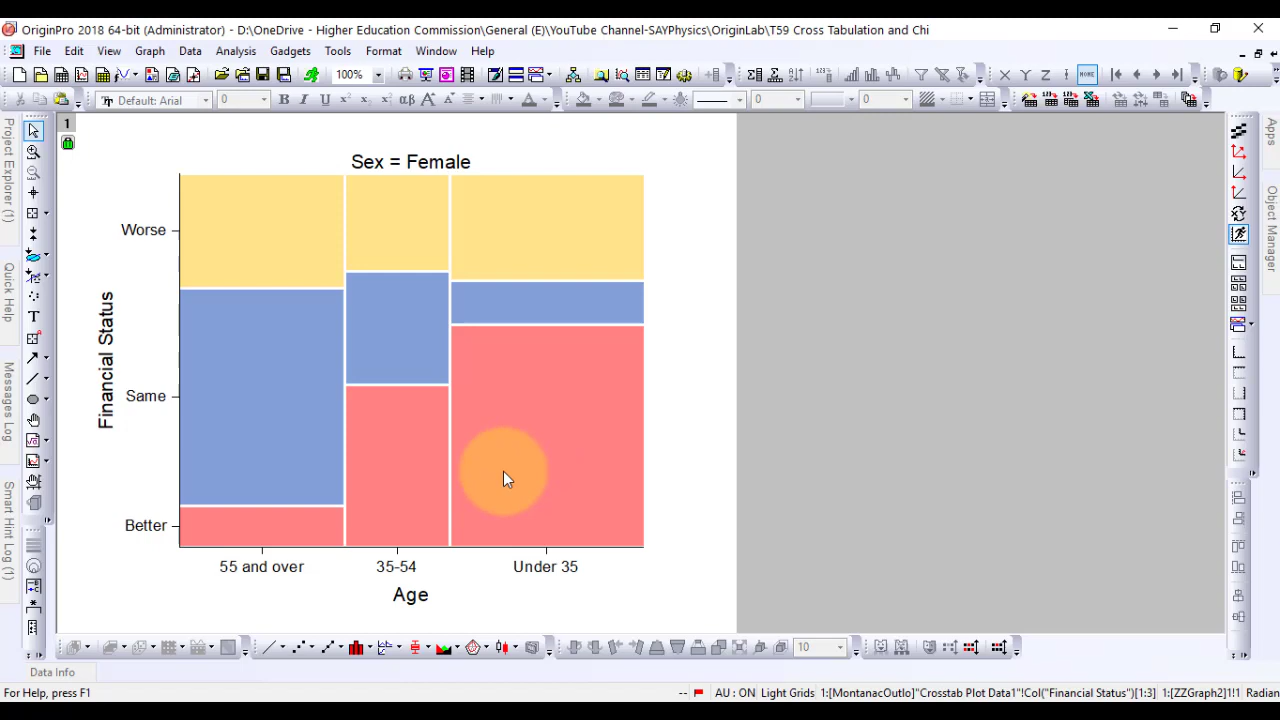 OriginPro 2018 64-bit (Administrator) - D:\OneDrive - Higher Education Commission\General (E)\YouTube Channel-SAYPhysics\OriginLab\T59 Cross Tabulation and Chi
File Edit View Graph Data Analysis Gadgets Tools Format Window Help
100%
Default: Arial 0 B I U 0 0
Project Explorer (1)
Quick Help
Messages Log
Smart Hint Log (1)
Apps
Object Manager
1
Sex = Female
Worse
Same
Better
Financial Status
55 and over 35-54 Under 35
Age
10
Data Info
For Help, press F1 -- AU : ON Light Grids 1:[MontanacOutlo]"Crosstab Plot Data1"!Col("Financial Status")[1:3] 1:[ZZGraph2]1!1 Radian